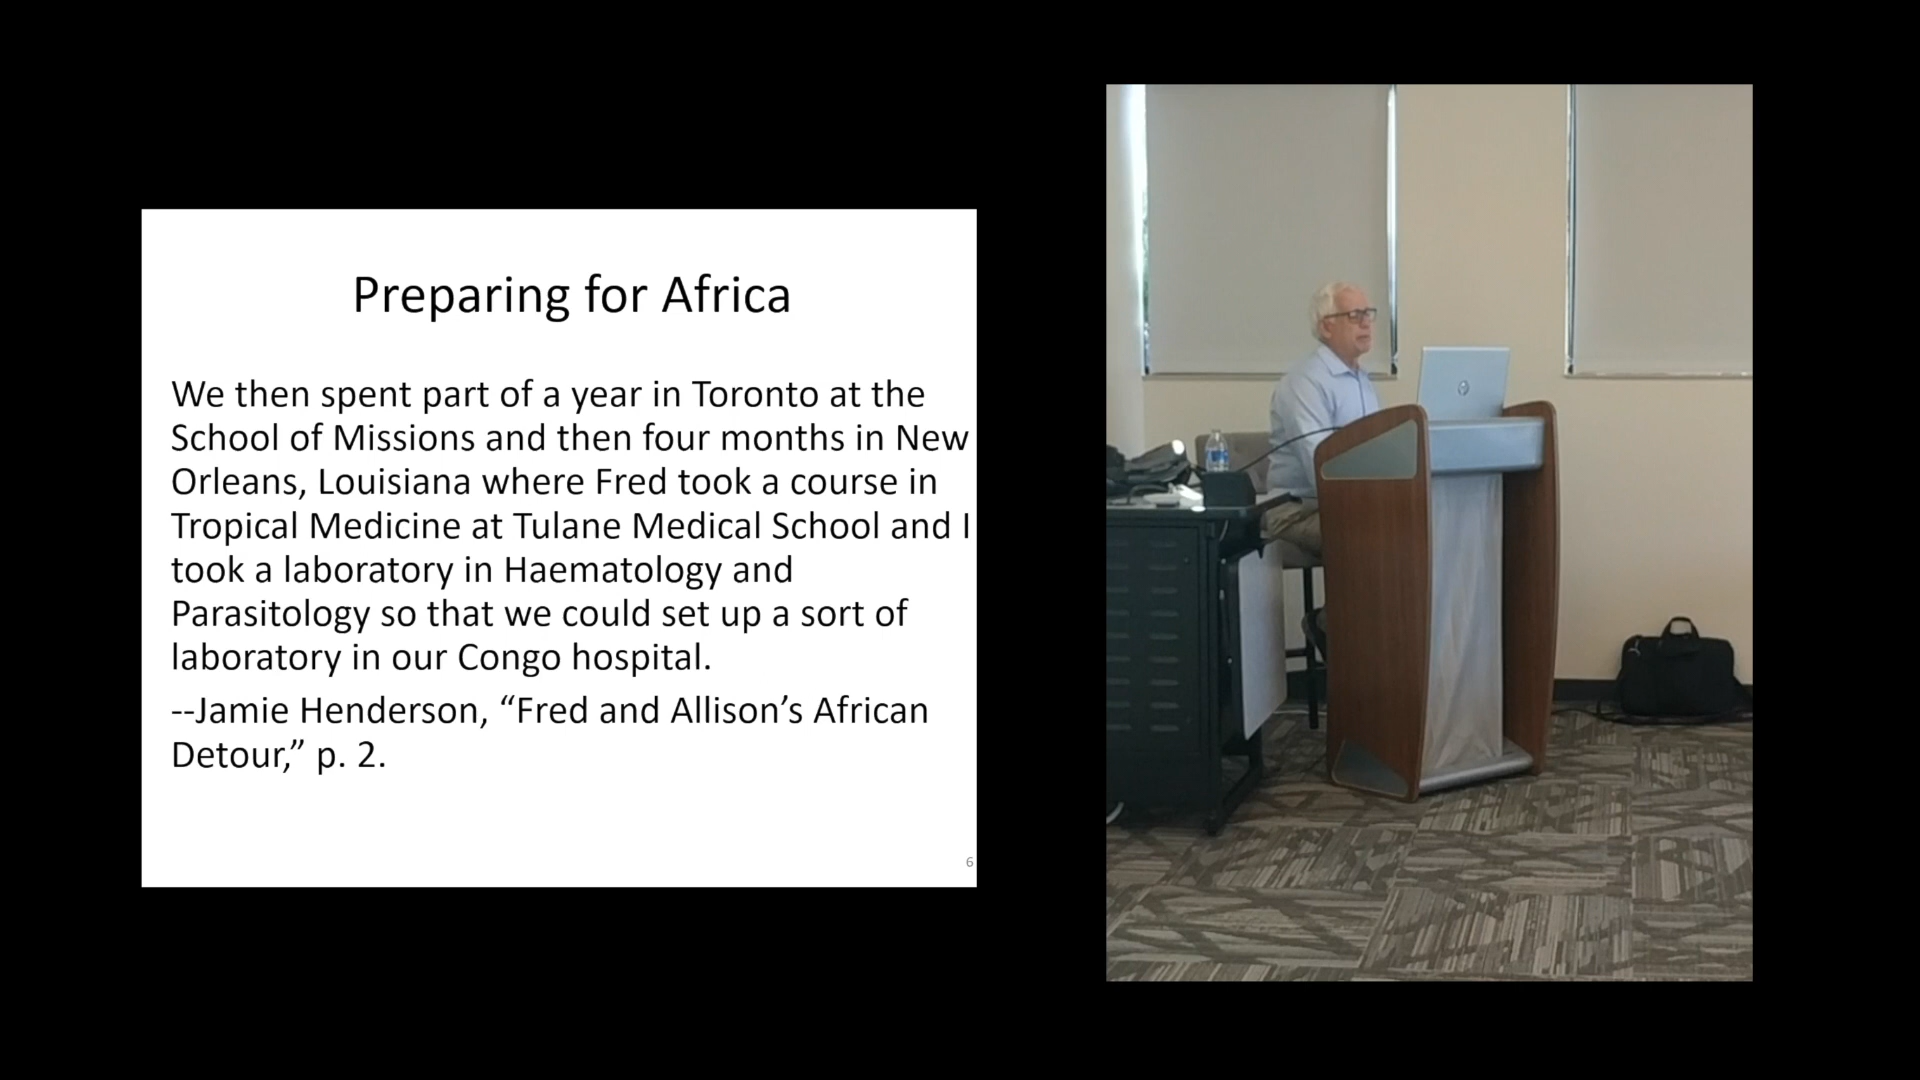 Preparing for Africa
We then spent part of a year in Toronto at the
School of Missions and then four months in New
Orleans, Louisiana where Fred took a course in
Tropical Medicine at Tulane Medical School and I
took a laboratory in Haematology and
Parasitology so that we could set up a sort of
laboratory in our Congo hospital.
--Jamie Henderson, “Fred and Allison’s African
Detour,” p. 2.
6